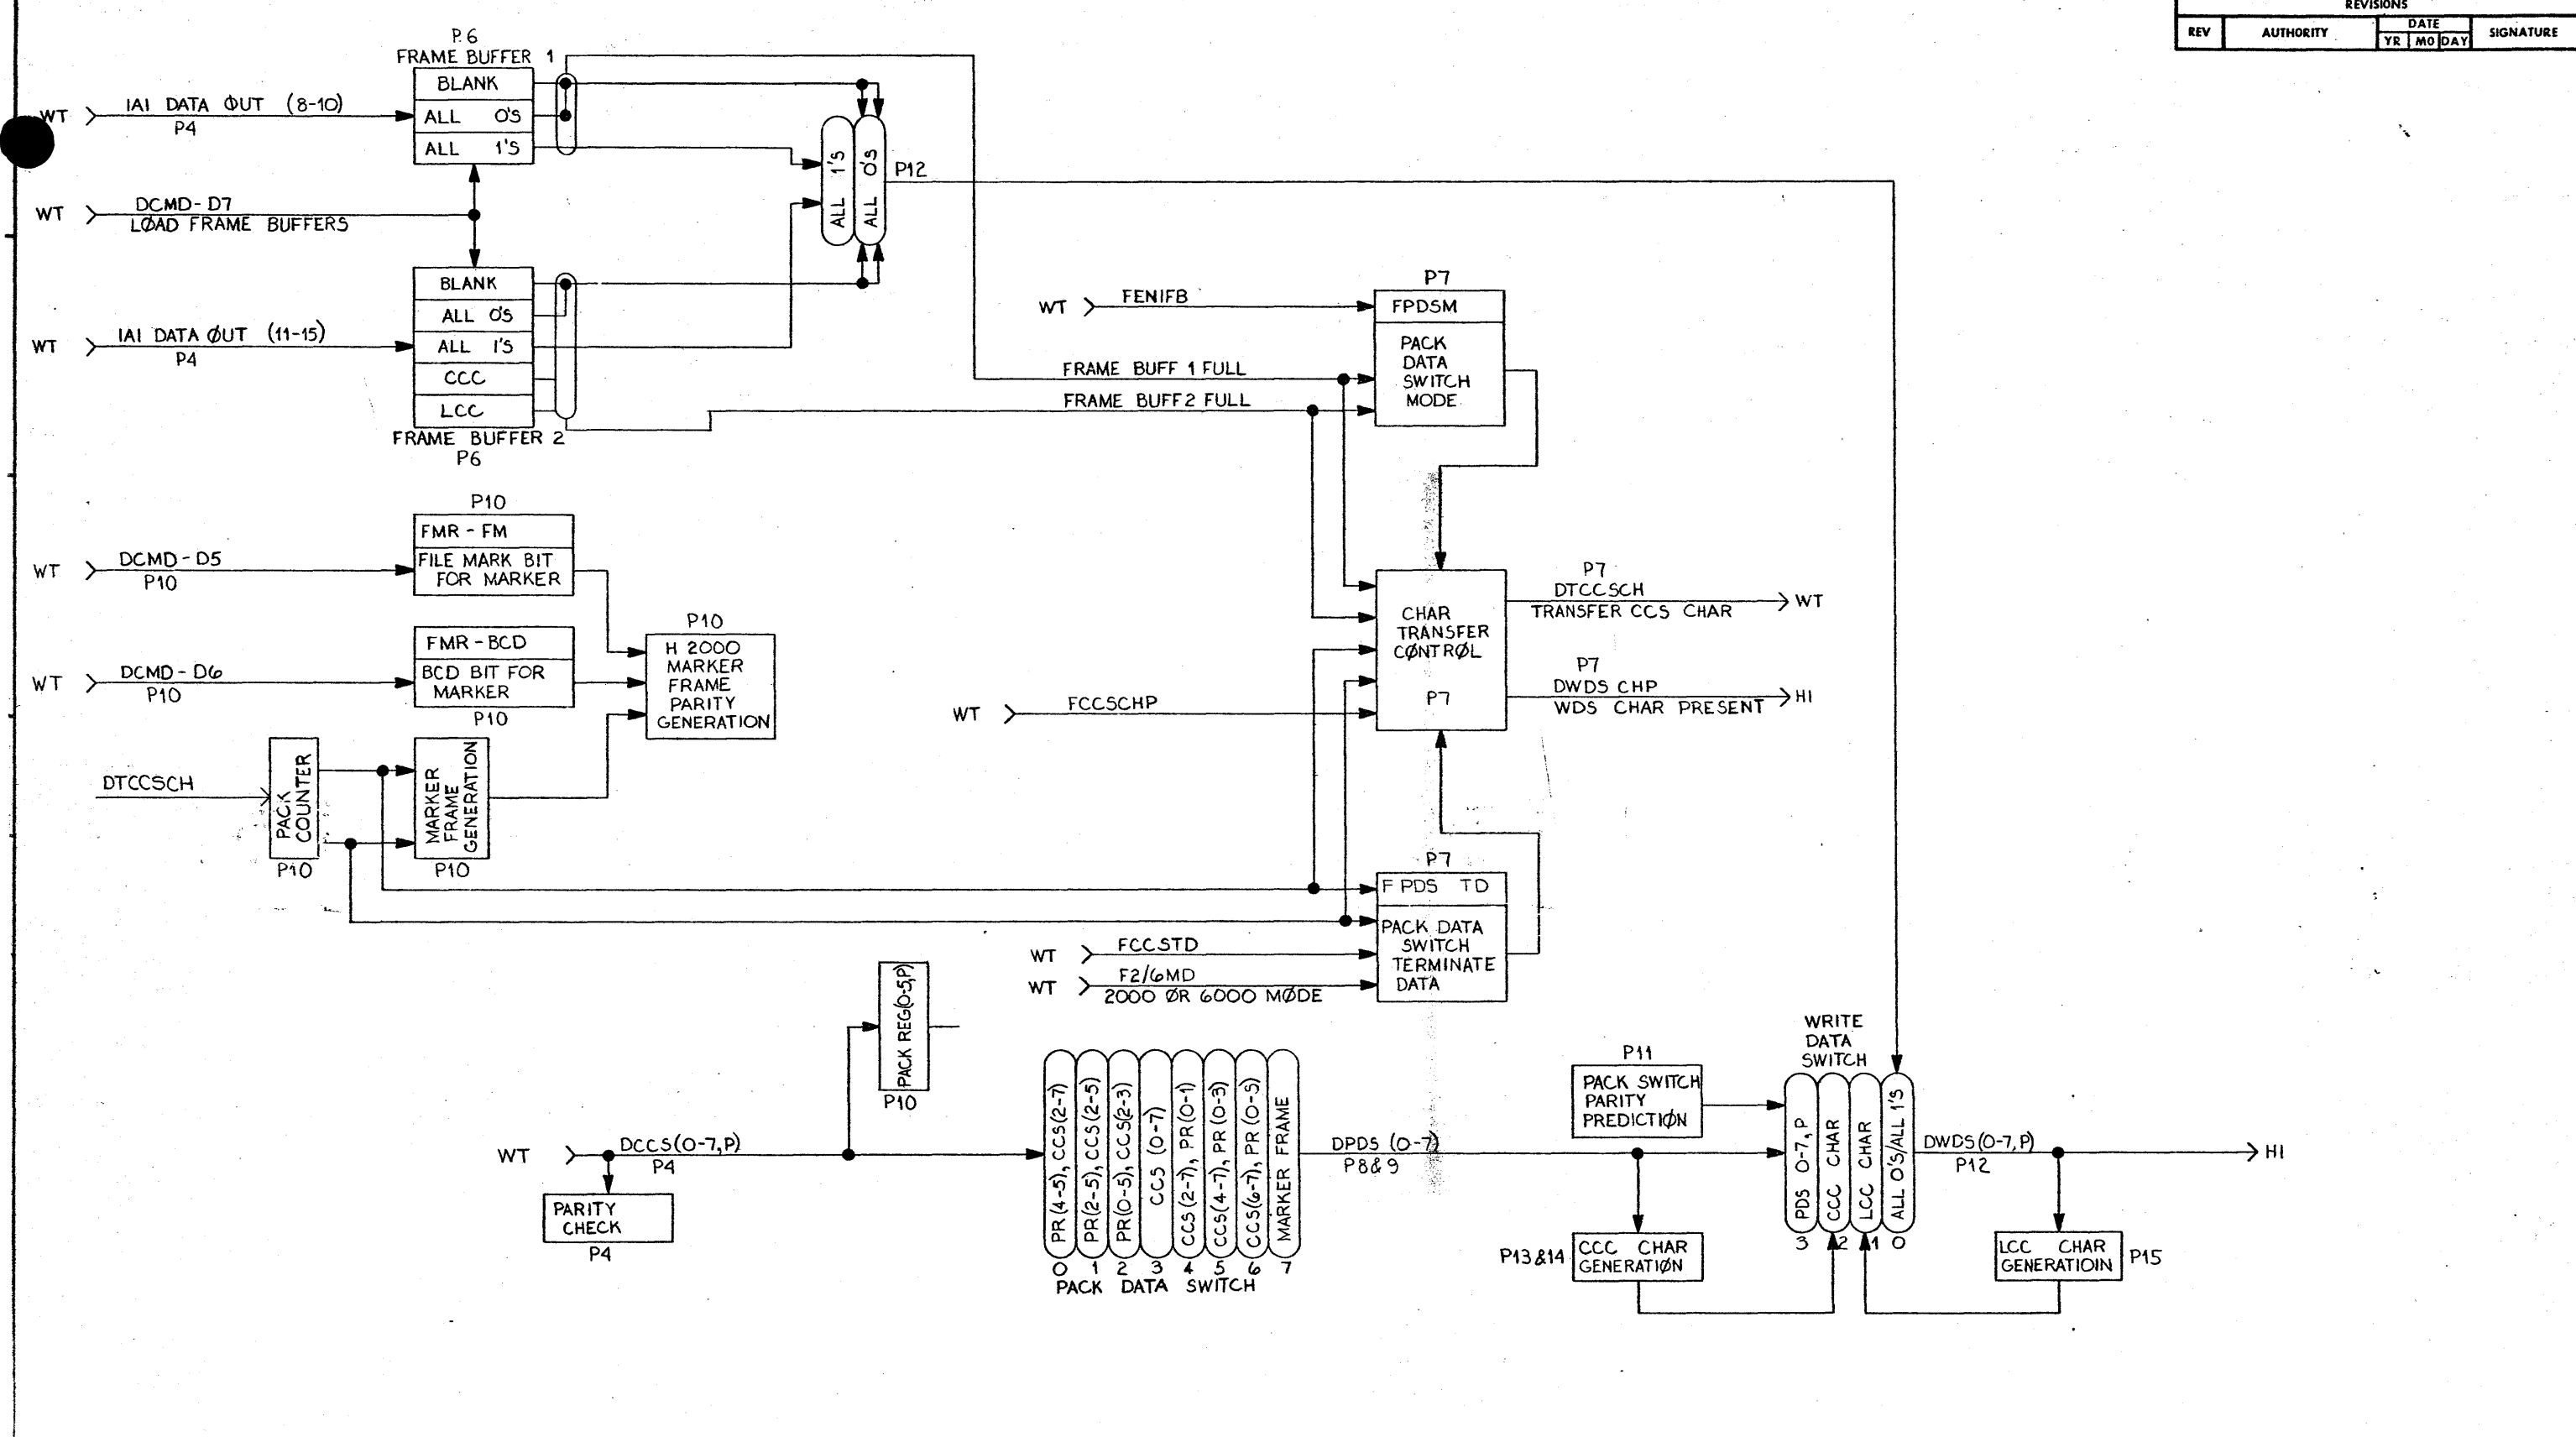 REVISIONS
REV AUTHORITY DATE SIGNATURE
YR MO DAY
P.6
FRAME BUFFER 1
BLANK
ALL O'S
ALL 1'S
WT IAI DATA ØUT (8-10)
P4
WT DCMD-D7
LØAD FRAME BUFFERS
ALL 1'S
ALL O'S
P12
BLANK
ALL O'S
ALL 1'S
CCC
LCC
FRAME BUFFER 2
P6
WT IAI DATA ØUT (11-15)
P4
WT FENIFB
P7
FPDSM
PACK
DATA
SWITCH
MODE
FRAME BUFF 1 FULL
FRAME BUFF2 FULL
P10
FMR-FM
FILE MARK BIT
FOR MARKER
WT DCMD-D5
P10
FMR-BCD
BCD BIT FOR
MARKER
P10
WT DCMD-D6
P10
P10
H 2000
MARKER
FRAME
PARITY
GENERATION
DTCCSCH
PACK
COUNTER
P10
MARKER
FRAME
GENERATION
P10
WT FCCSCHP
CHAR
TRANSFER
CØNTRØL
P7
P7
DTCCSCH
TRANSFER CCS CHAR
WT
P7
DWDS CHP
WDS CHAR PRESENT
HI
P7
FPDS TD
PACK DATA
SWITCH
TERMINATE
DATA
WT FCCSTD
WT F2/6MD
2000 ØR 6000 MØDE
PACK REG(0-5,P)
P10
WT DCCS(0-7,P)
P4
PARITY
CHECK
P4
PR(4-5), CCS(2-7)
PR(2-5), CCS(2-5)
PR(0-5), CCS(2-3)
CCS (0-7)
CCS(2-7), PR(0-1)
CCS(4-7), PR(0-3)
CCS(6-7), PR(0-5)
MARKER FRAME
0 1 2 3 4 5 6 7
PACK DATA SWITCH
DPDS (0-7)
P8&9
P11
PACK SWITCH
PARITY
PREDICTIØN
WRITE
DATA
SWITCH
PDS 0-7, P
CCC CHAR
LCC CHAR
ALL O'S/ALL 1'S
3 2 1 0
DWDS(0-7,P)
P12
HI
P13&14
CCC CHAR
GENERATIØN
LCC CHAR
GENERATIOIN
P15